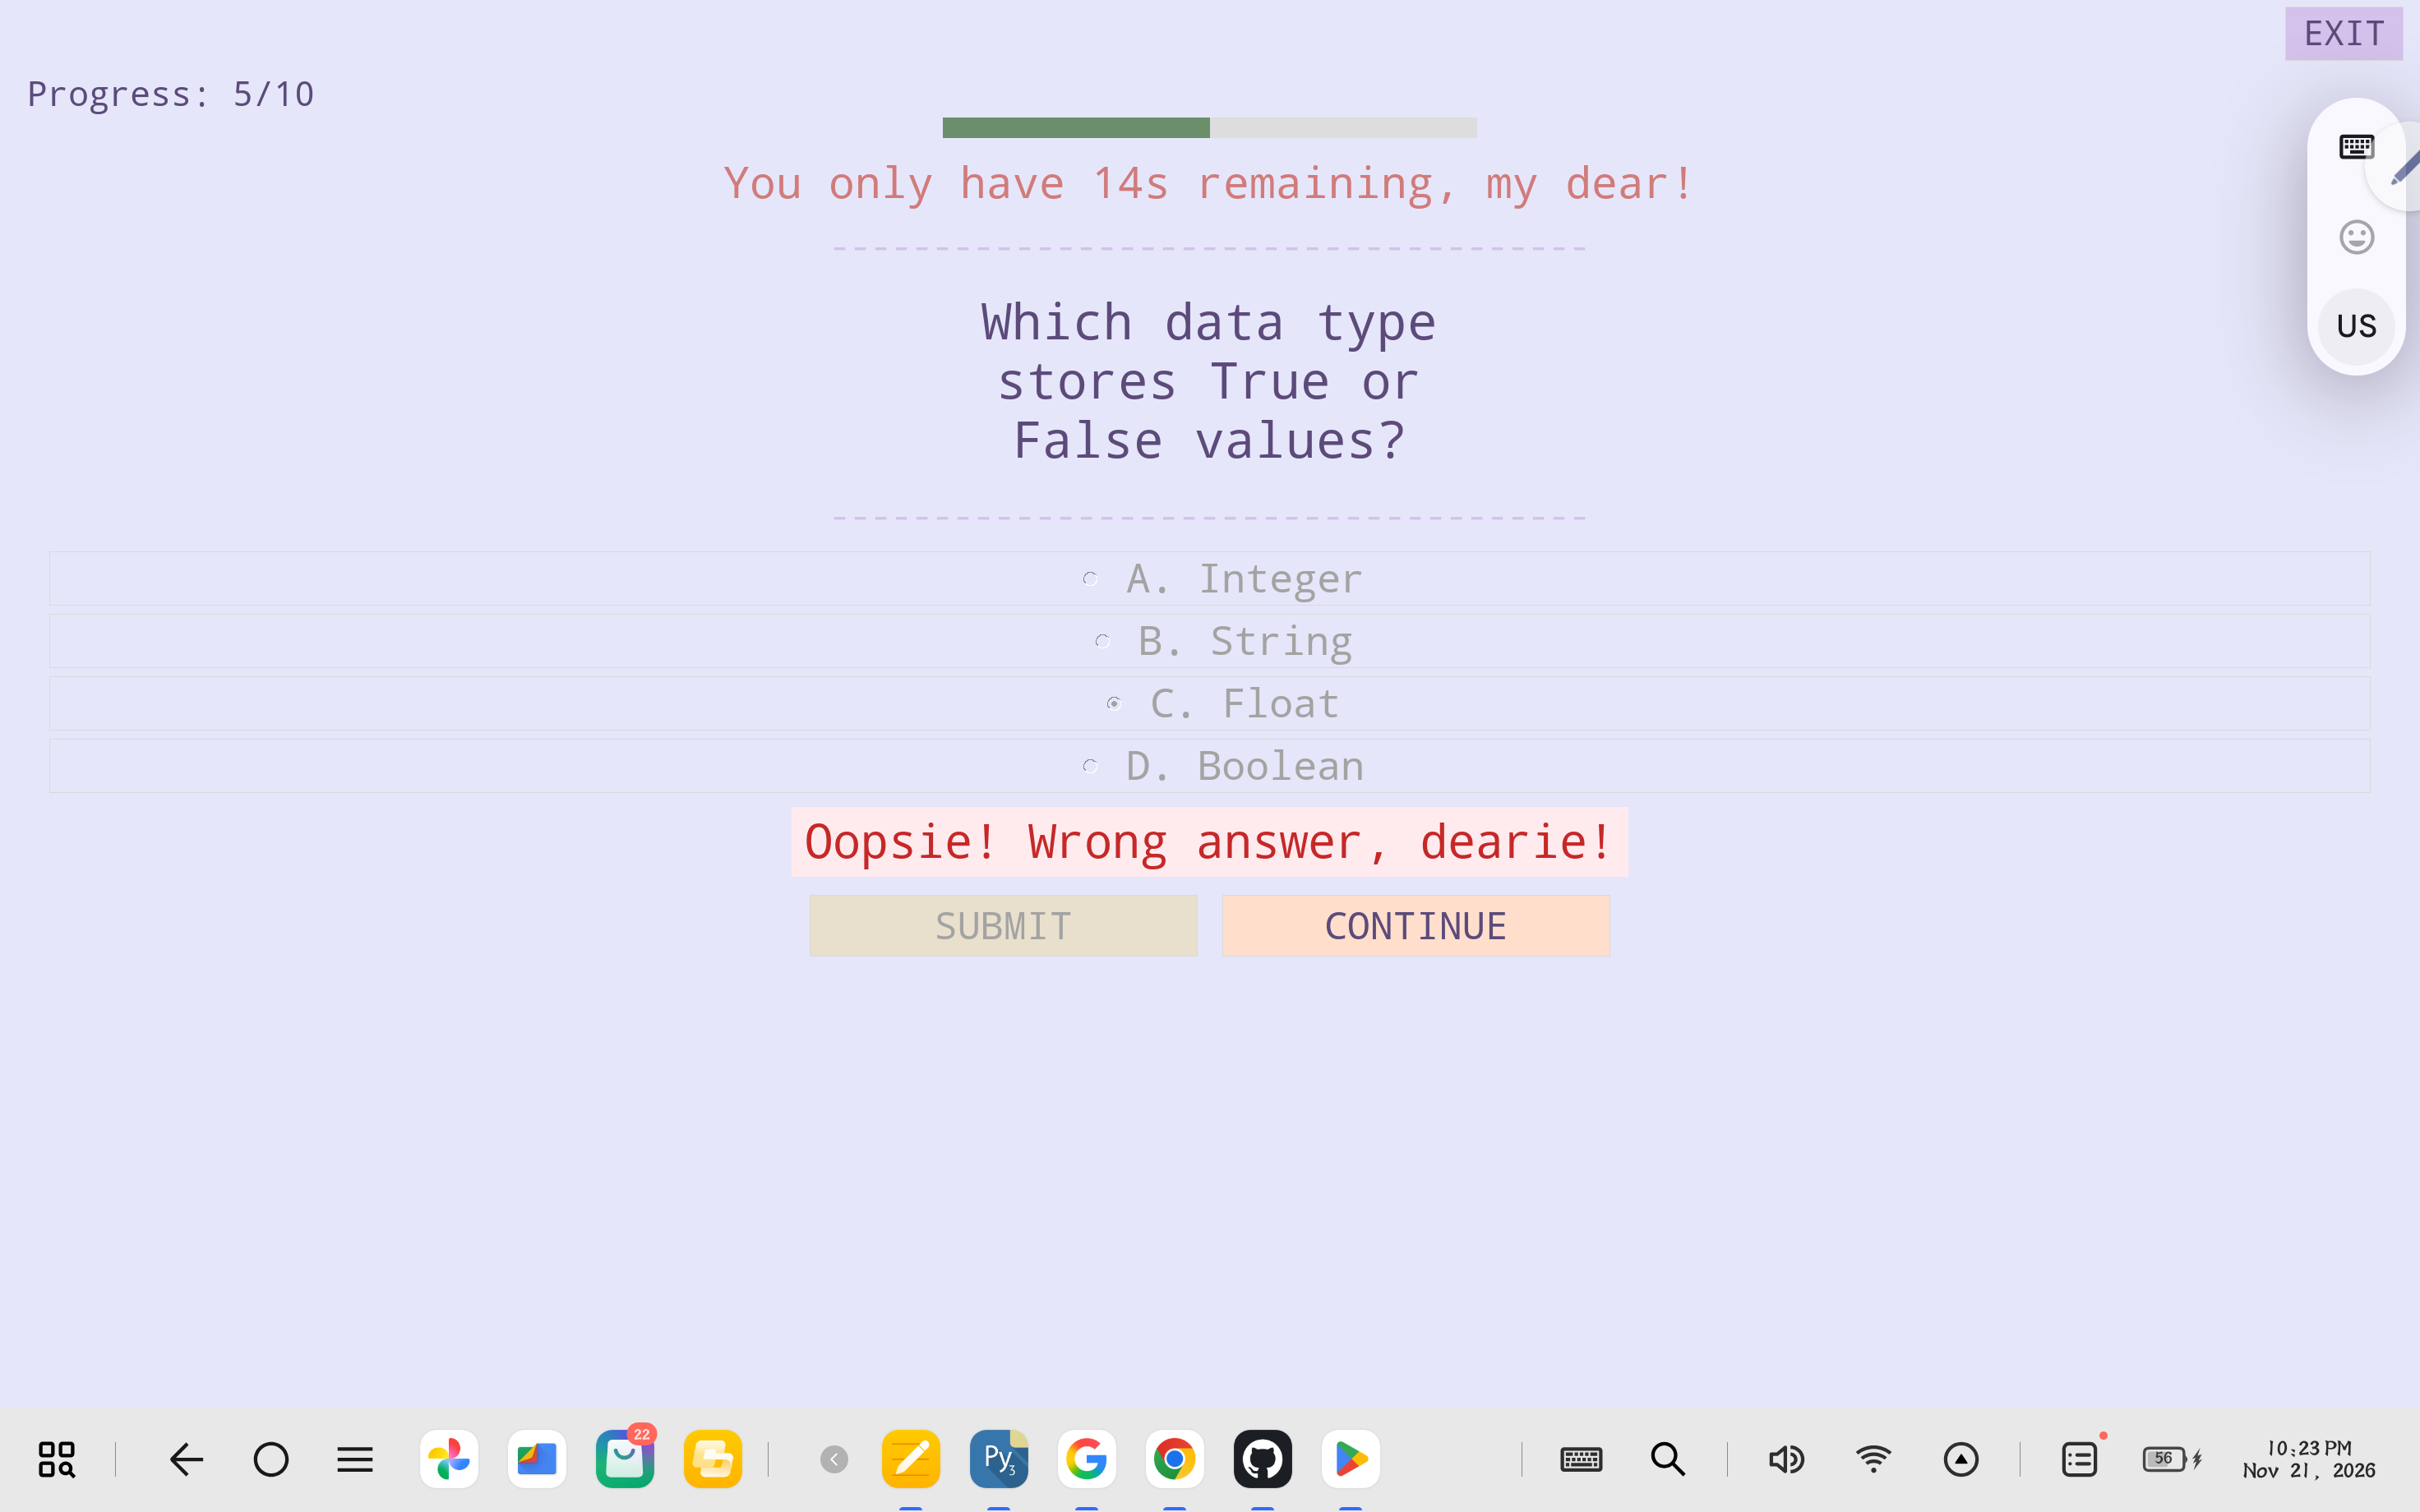 EXIT
Progress: 5/10
You only have 14s remaining, my dear!
-------------------------------------
Which data type
stores True or
False values?
-------------------------------------
US
A. Integer
B. String
C. Float
D. Boolean
Oopsie! Wrong answer, dearie!
SUBMIT
CONTINUE
22
Py3
56
10:23 PM
Nov 21, 2026